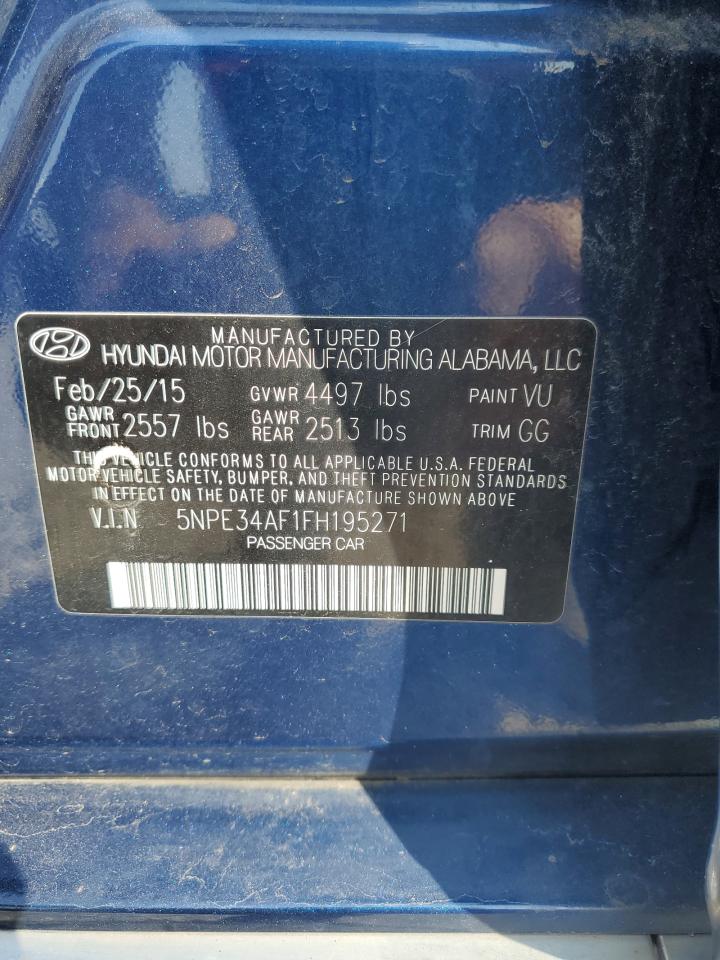 MANUFACTURED BY
HYUNDAI MOTOR MANUFACTURING ALABAMA, LLC
Feb/25/15 GVWR 4497 lbs PAINT VU
GAWR FRONT 2557 lbs GAWR REAR 2513 lbs TRIM GG
THIS VEHICLE CONFORMS TO ALL APPLICABLE U.S.A. FEDERAL
MOTOR VEHICLE SAFETY, BUMPER, AND THEFT PREVENTION STANDARDS
IN EFFECT ON THE DATE OF MANUFACTURE SHOWN ABOVE
V.I.N 5NPE34AF1FH195271
PASSENGER CAR